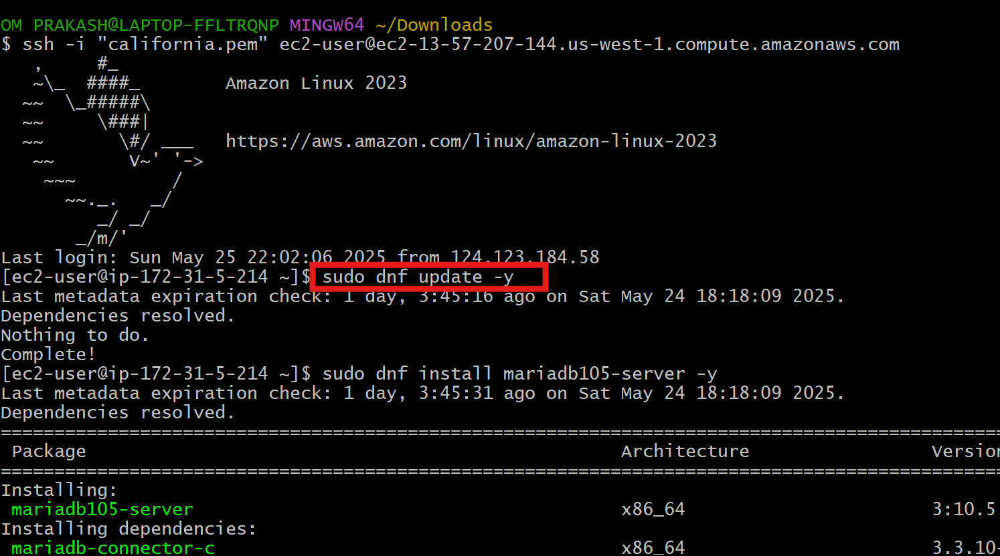 OM PRAKASH@LAPTOP-FFLTRQNP MINGW64 ~/Downloads
$ ssh -i "california.pem" ec2-user@ec2-13-57-207-144.us-west-1.compute.amazonaws.com
   ,     #_
   ~\_  ####_        Amazon Linux 2023
  ~~  \_#####\
  ~~     \###|
  ~~       \#/ ___   https://aws.amazon.com/linux/amazon-linux-2023
   ~~       V~' '->
    ~~~         /
      ~~._.   _/
         _/ _/
       _/m/'
Last login: Sun May 25 22:02:06 2025 from 124.123.184.58
[ec2-user@ip-172-31-5-214 ~]$ sudo dnf update -y
Last metadata expiration check: 1 day, 3:45:16 ago on Sat May 24 18:18:09 2025.
Dependencies resolved.
Nothing to do.
Complete!
[ec2-user@ip-172-31-5-214 ~]$ sudo dnf install mariadb105-server -y
Last metadata expiration check: 1 day, 3:45:31 ago on Sat May 24 18:18:09 2025.
Dependencies resolved.
================================================================================
 Package Architecture Version
================================================================================
Installing:
 mariadb105-server x86_64 3:10.5
Installing dependencies:
 mariadb-connector-c x86_64 3.3.10-